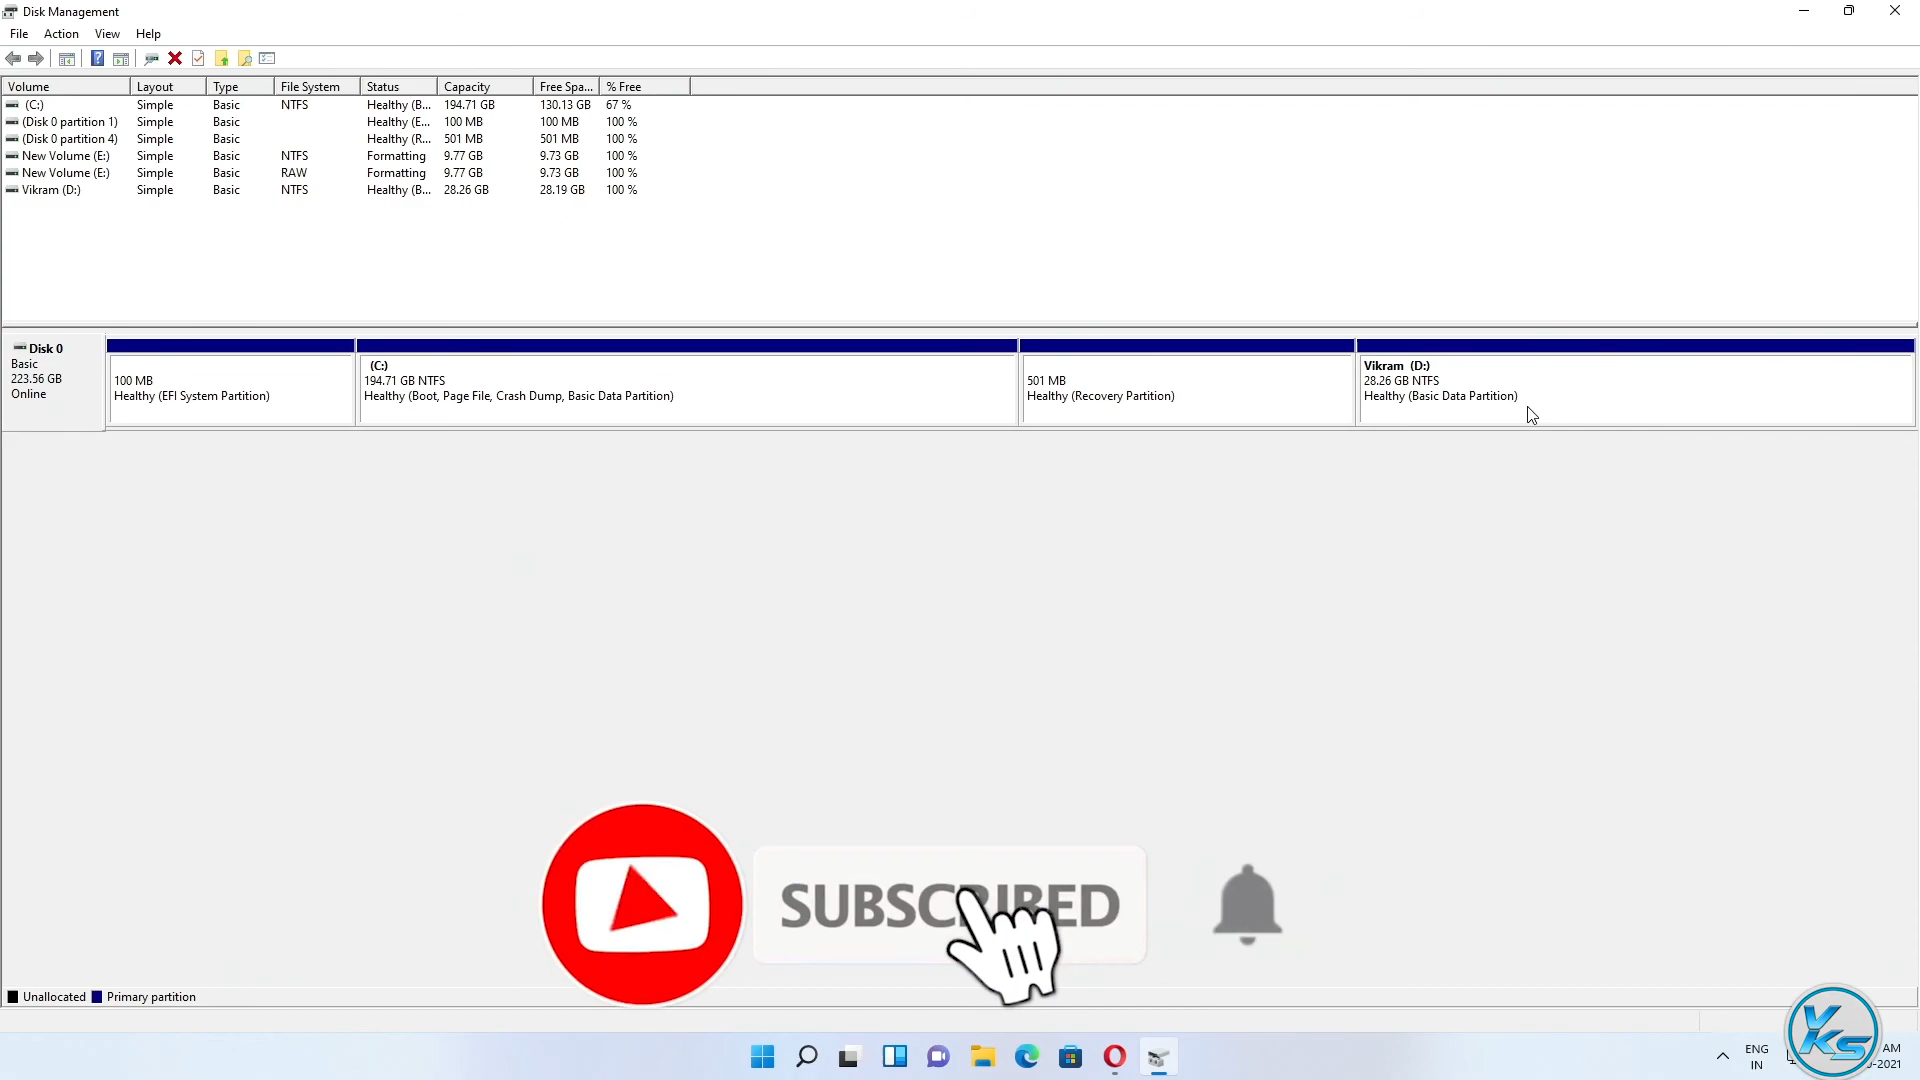 Disk Management
File Action View Help
Volume Layout Type File System Status Capacity Free Spa... % Free
(C:) Simple Basic NTFS Healthy (B... 194.71 GB 130.13 GB 67 %
(Disk 0 partition 1) Simple Basic Healthy (E... 100 MB 100 MB 100 %
(Disk 0 partition 4) Simple Basic Healthy (R... 501 MB 501 MB 100 %
New Volume (E:) Simple Basic NTFS Formatting 9.77 GB 9.73 GB 100 %
New Volume (E:) Simple Basic RAW Formatting 9.77 GB 9.73 GB 100 %
Vikram (D:) Simple Basic NTFS Healthy (B... 28.26 GB 28.19 GB 100 %
Disk 0
Basic
223.56 GB
Online
100 MB
Healthy (EFI System Partition)
(C:)
194.71 GB NTFS
Healthy (Boot, Page File, Crash Dump, Basic Data Partition)
501 MB
Healthy (Recovery Partition)
Vikram (D:)
28.26 GB NTFS
Healthy (Basic Data Partition)
SUBSCRIBED
Unallocated Primary partition
ENG
IN
VKS
AM
-2021